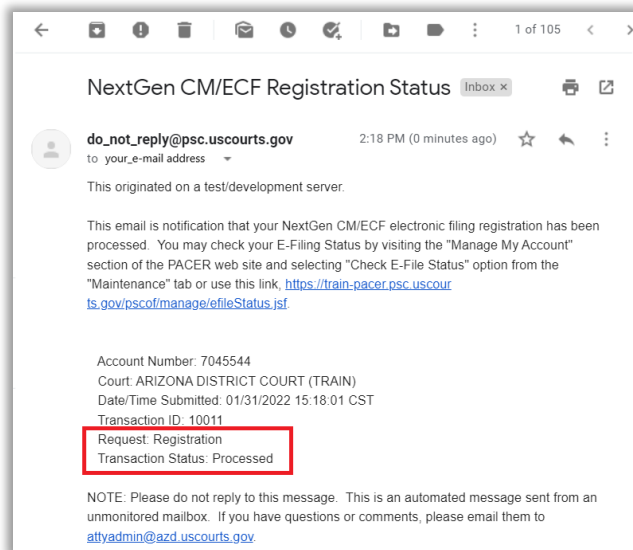 1 of 105
NextGen CM/ECF Registration Status Inbox ×
do_not_reply@psc.uscourts.gov 2:18 PM (0 minutes ago)
to your_e-mail address
This originated on a test/development server.
This email is notification that your NextGen CM/ECF electronic filing registration has been
processed. You may check your E-Filing Status by visiting the "Manage My Account"
section of the PACER web site and selecting "Check E-File Status" option from the
"Maintenance" tab or use this link, https://train-pacer.psc.uscour
ts.gov/pscof/manage/efileStatus.jsf.
Account Number: 7045544
Court: ARIZONA DISTRICT COURT (TRAIN)
Date/Time Submitted: 01/31/2022 15:18:01 CST
Transaction ID: 10011
Request: Registration
Transaction Status: Processed
NOTE: Please do not reply to this message. This is an automated message sent from an
unmonitored mailbox. If you have questions or comments, please email them to
attyadmin@azd.uscourts.gov.